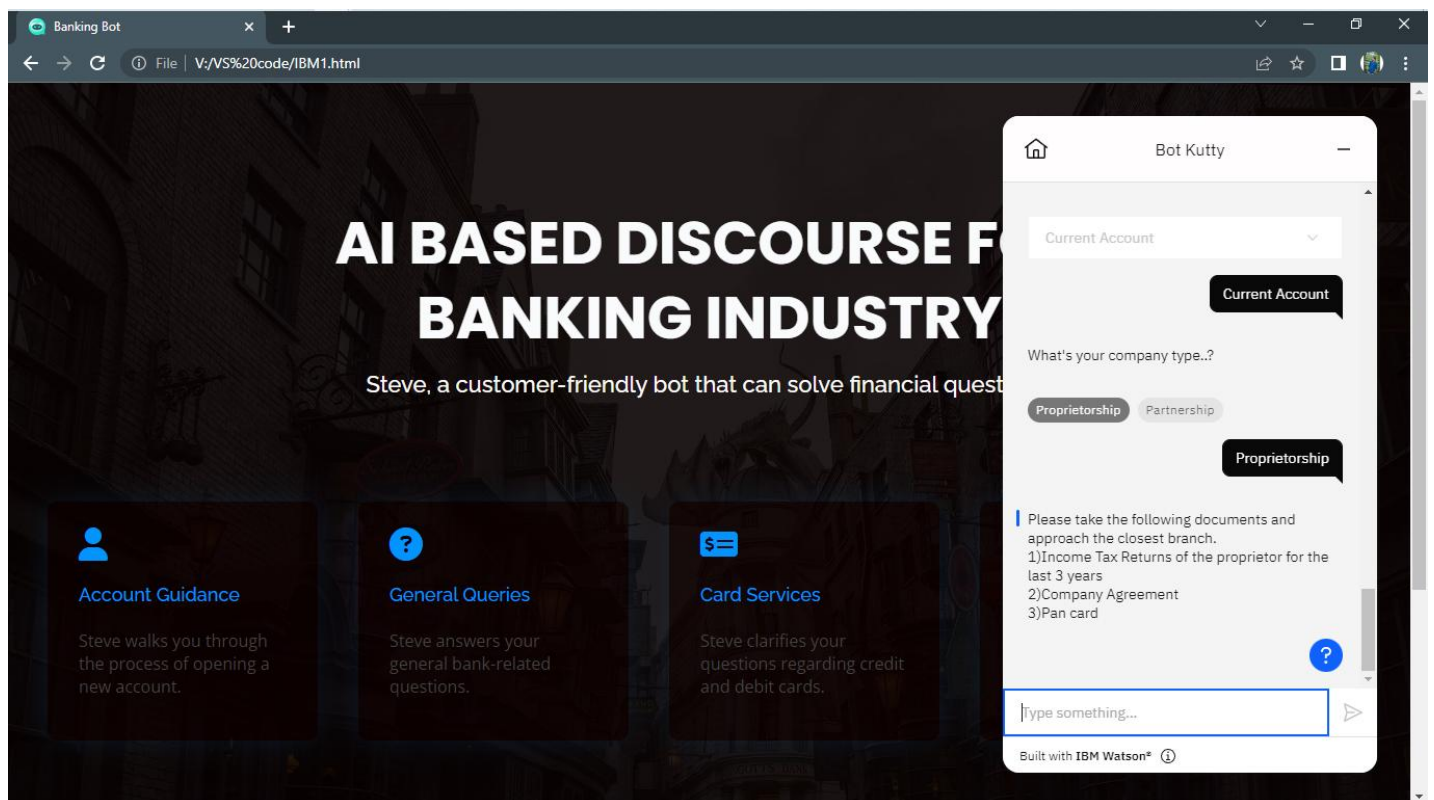 Banking Bot
File | V:/VS%20code/IBM1.html
AI BASED DISCOURSE
BANKING INDUSTRY
Steve, a customer-friendly bot that can solve financial
Account Guidance
Steve walks you through
the process of opening a
new account.
General Queries
Steve answers your
general bank-related
questions.
Card Services
Steve clarifies your
questions regarding credit
and debit cards.
Bot Kutty
Current Account
Current Account
What's your company type..?
Proprietorship Partnership
Proprietorship
Please take the following documents and
approach the closest branch.
1)Income Tax Returns of the proprietor for the
last 3 years
2)Company Agreement
3)Pan card
?
Type something...
Built with IBM Watson®